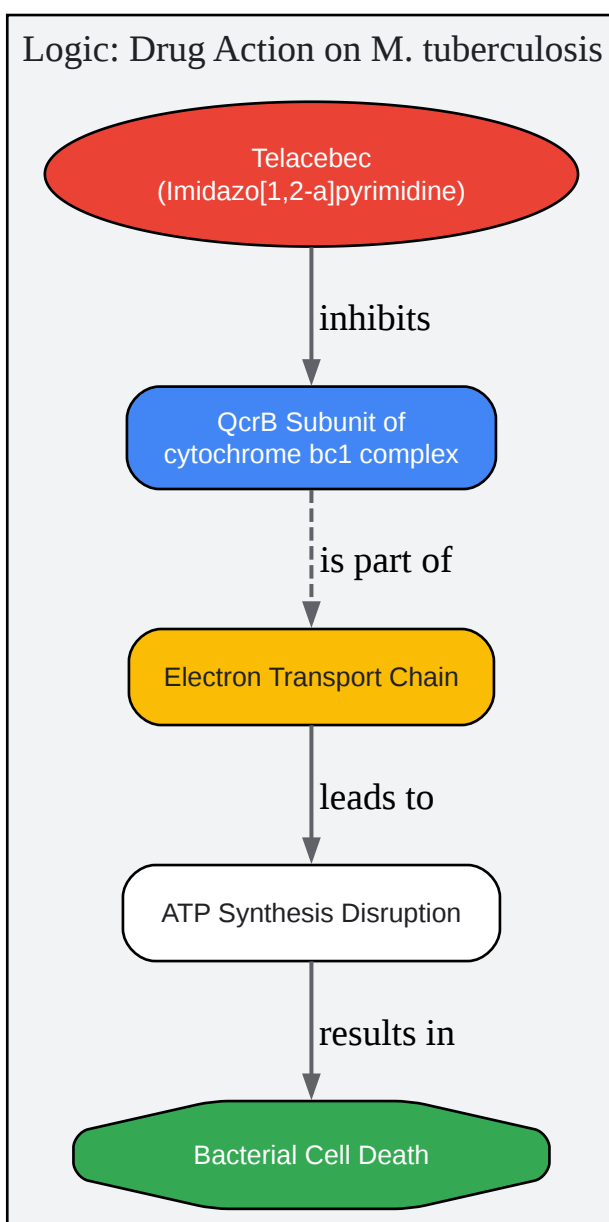 Logic: Drug Action on M. tuberculosis
Telacebec
(Imidazo[1,2-a]pyrimidine)
inhibits
QcrB Subunit of
cytochrome bc1 complex
is part of
Electron Transport Chain
leads to
ATP Synthesis Disruption
results in
Bacterial Cell Death